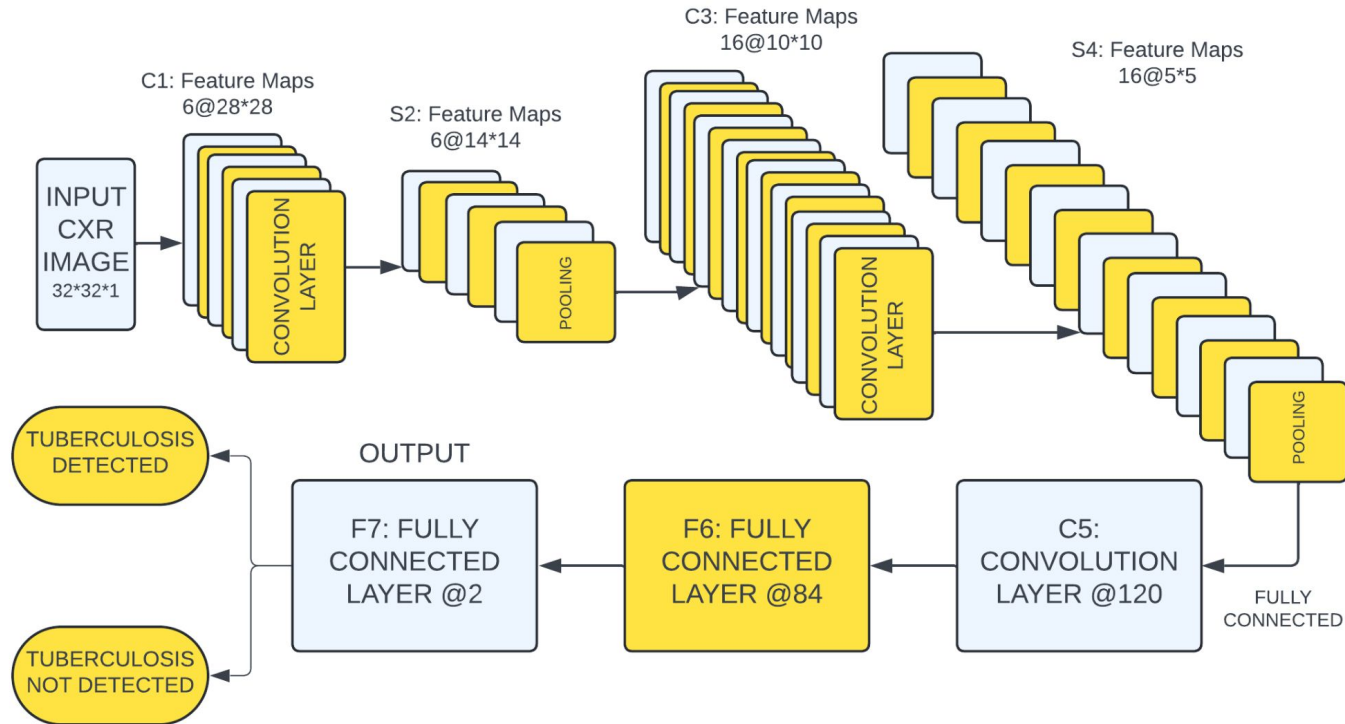 C1: Feature Maps
6@28*28
S2: Feature Maps
6@14*14
C3: Feature Maps
16@10*10
S4: Feature Maps
16@5*5
INPUT
CXR
IMAGE
32*32*1
CONVOLUTION
LAYER
POOLING
CONVOLUTION
LAYER
POOLING
FULLY
CONNECTED
C5:
CONVOLUTION
LAYER @120
F6: FULLY
CONNECTED
LAYER @84
OUTPUT
F7: FULLY
CONNECTED
LAYER @2
TUBERCULOSIS
DETECTED
TUBERCULOSIS
NOT DETECTED